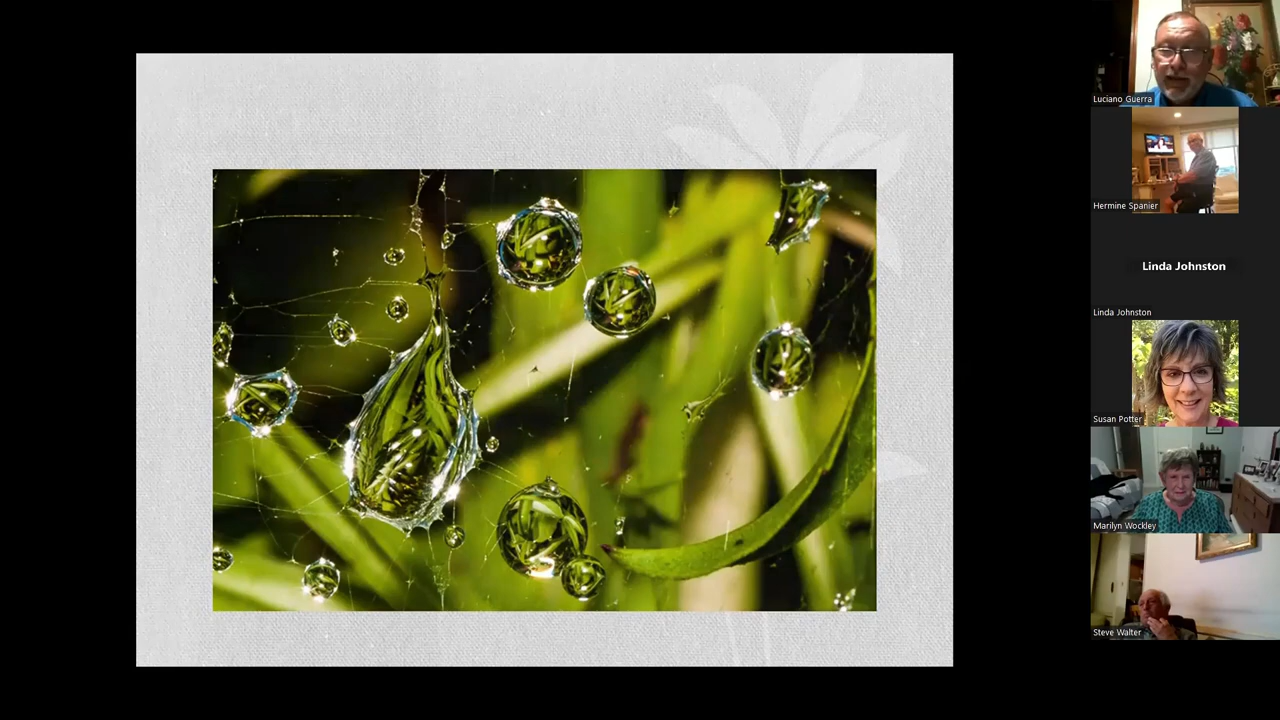 Luciano Guerra
Hermine Spanier
Linda Johnston
Linda Johnston
Susan Potter
Marilyn Wockley
Steve Walter